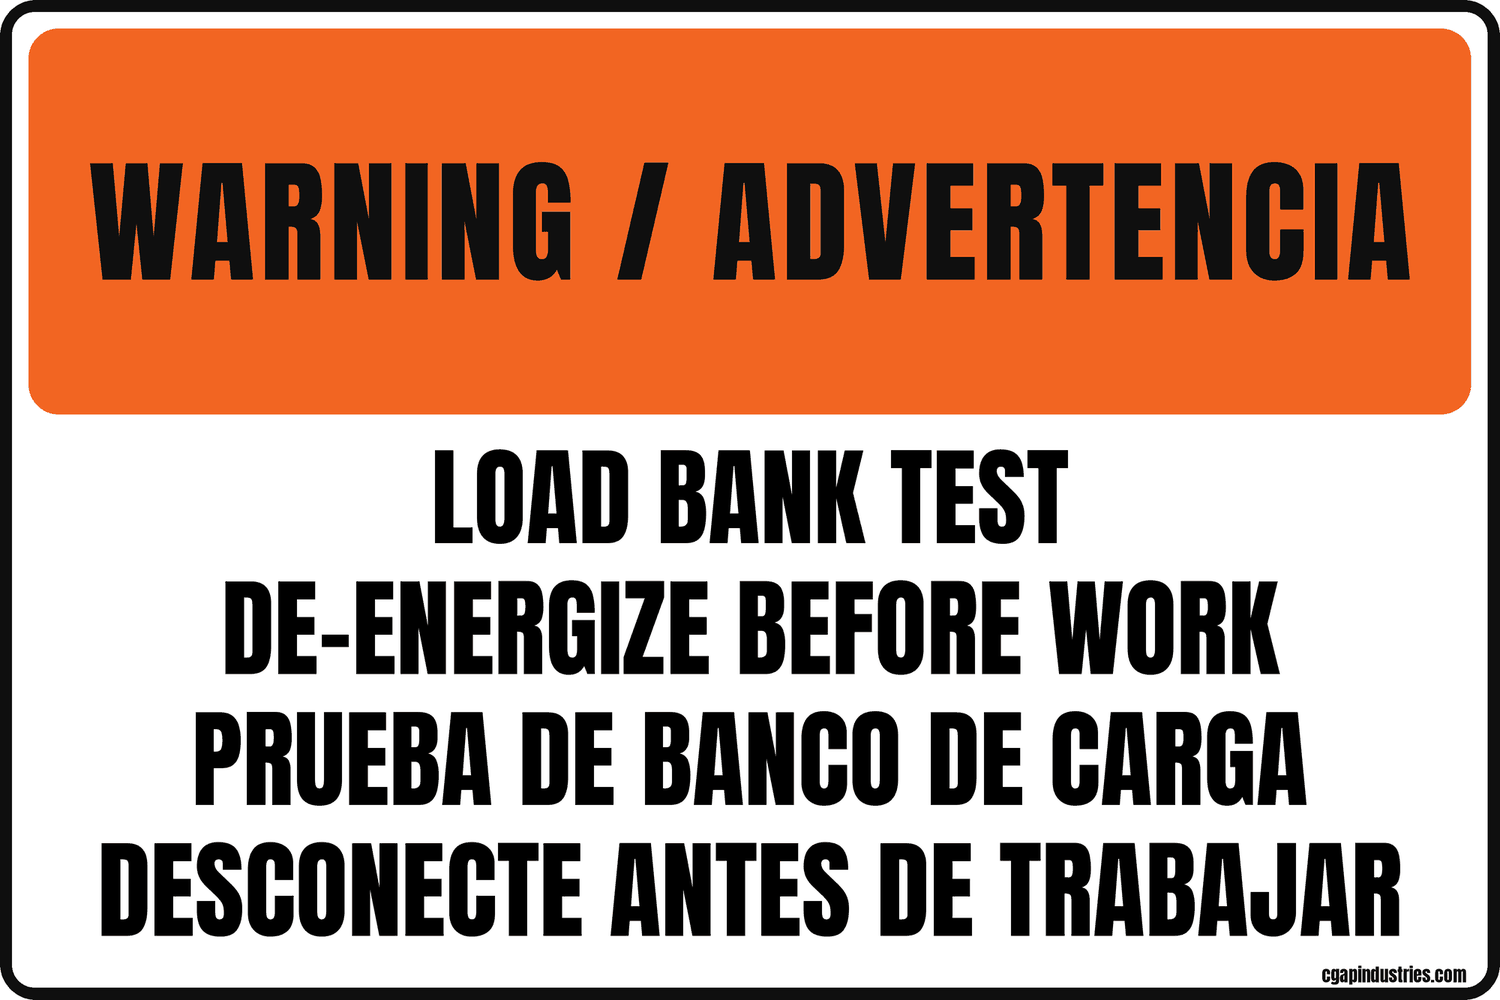 WARNING / ADVERTENCIA
LOAD BANK TEST
DE-ENERGIZE BEFORE WORK
PRUEBA DE BANCO DE CARGA
DESCONECTE ANTES DE TRABAJAR
cgapindustries.com